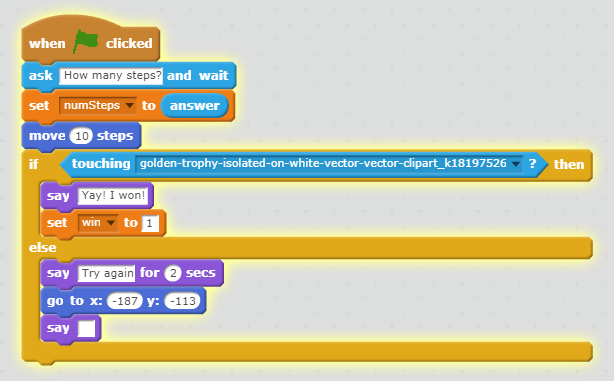 when clicked
ask How many steps? and wait
set numSteps to answer
move 10 steps
if touching golden-trophy-isolated-on-white-vector-vector-clipart_k18197526 ? then
say Yay! I won!
set win to 1
else
say Try again for 2 secs
go to x: -187 y: -113
say